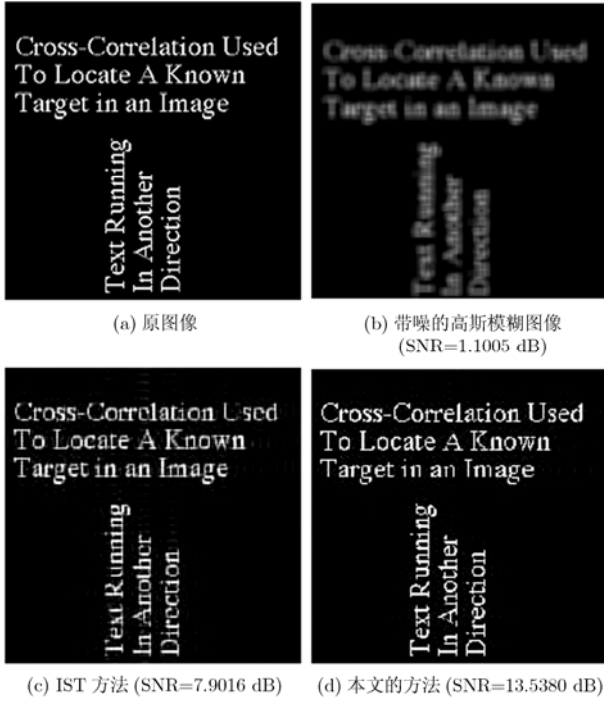 Cross-Correlation Used
To Locate A Known
Target in an Image
Text Running
In Another
Direction
(a) 原图像
Cross-Correlation Used
To Locate A Known
Target in an Image
Text Running
In Another
Direction
(b) 带噪的高斯模糊图像
(SNR=1.1005 dB)
Cross-Correlation Used
To Locate A Known
Target in an Image
Text Running
In Another
Direction
(c) IST 方法 (SNR=7.9016 dB)
Cross-Correlation Used
To Locate A Known
Target in an Image
Text Running
In Another
Direction
(d) 本文的方法 (SNR=13.5380 dB)